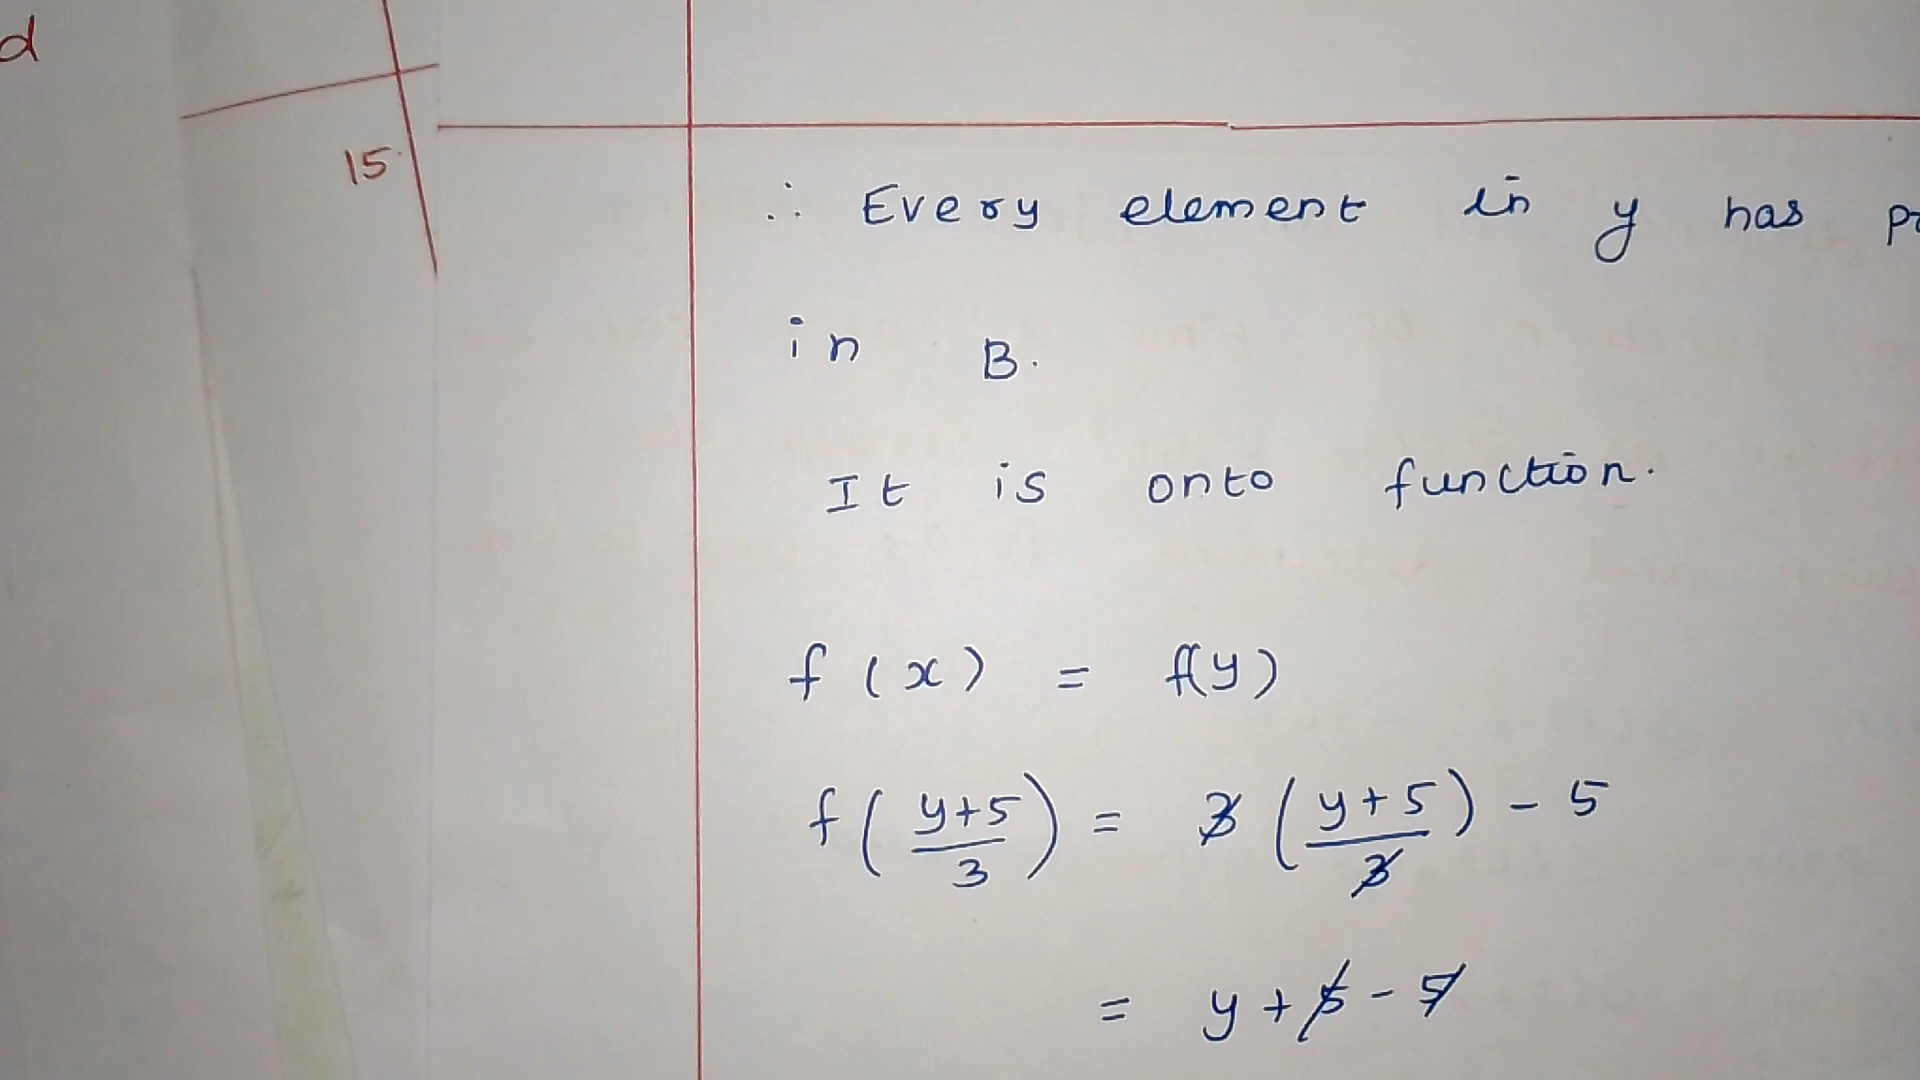 d
15.
∴ Every element in y has
in B.
It is onto function.
f(x) = f(y)
f((y+5)/3) = 3((y+5)/3) - 5
= y + 5 - 5